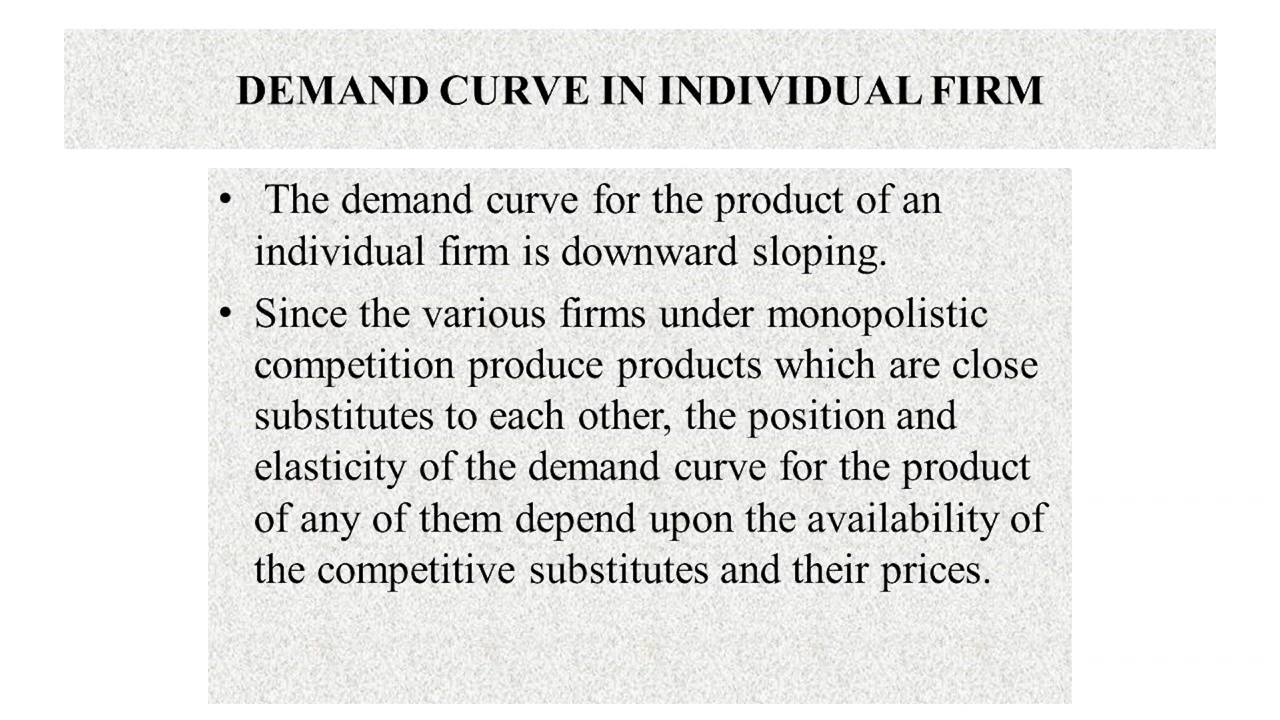 DEMAND CURVE IN INDIVIDUAL FIRM
• The demand curve for the product of an
individual firm is downward sloping.
• Since the various firms under monopolistic
competition produce products which are close
substitutes to each other, the position and
elasticity of the demand curve for the product
of any of them depend upon the availability of
the competitive substitutes and their prices.